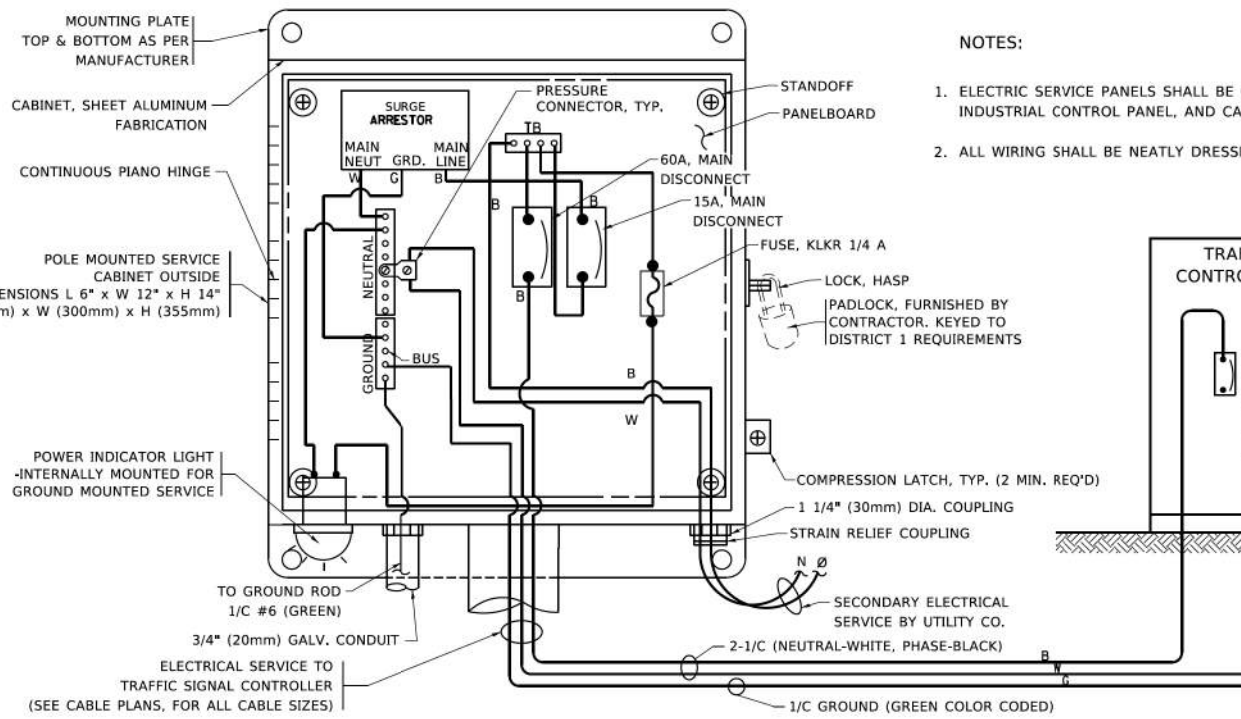 MOUNTING PLATE
TOP & BOTTOM AS PER
MANUFACTURER
CABINET, SHEET ALUMINUM
FABRICATION
CONTINUOUS PIANO HINGE
POLE MOUNTED SERVICE
CABINET OUTSIDE
ENSIONS L 6" x W 12" x H 14"
m) x W (300mm) x H (355mm)
POWER INDICATOR LIGHT
-INTERNALLY MOUNTED FOR
GROUND MOUNTED SERVICE
SURGE
ARRESTOR
MAIN
NEUT
GRD.
MAIN
LINE
W
G
B
PRESSURE
CONNECTOR, TYP.
TB
NEUTRAL
GROUND
BUS
B
B
B
B
W
60A, MAIN
DISCONNECT
15A, MAIN
DISCONNECT
STANDOFF
PANELBOARD
FUSE, KLKR 1/4 A
LOCK, HASP
PADLOCK, FURNISHED BY
CONTRACTOR. KEYED TO
DISTRICT 1 REQUIREMENTS
COMPRESSION LATCH, TYP. (2 MIN. REQ'D)
1 1/4" (30mm) DIA. COUPLING
STRAIN RELIEF COUPLING
N Ø
SECONDARY ELECTRICAL
SERVICE BY UTILITY CO.
TO GROUND ROD
1/C #6 (GREEN)
3/4" (20mm) GALV. CONDUIT
ELECTRICAL SERVICE TO
TRAFFIC SIGNAL CONTROLLER
(SEE CABLE PLANS, FOR ALL CABLE SIZES)
2-1/C (NEUTRAL-WHITE, PHASE-BLACK)
B
W
G
1/C GROUND (GREEN COLOR CODED)
NOTES:
1. ELECTRIC SERVICE PANELS SHALL BE
INDUSTRIAL CONTROL PANEL, AND CA
2. ALL WIRING SHALL BE NEATLY DRESS
TRA
CONTRO